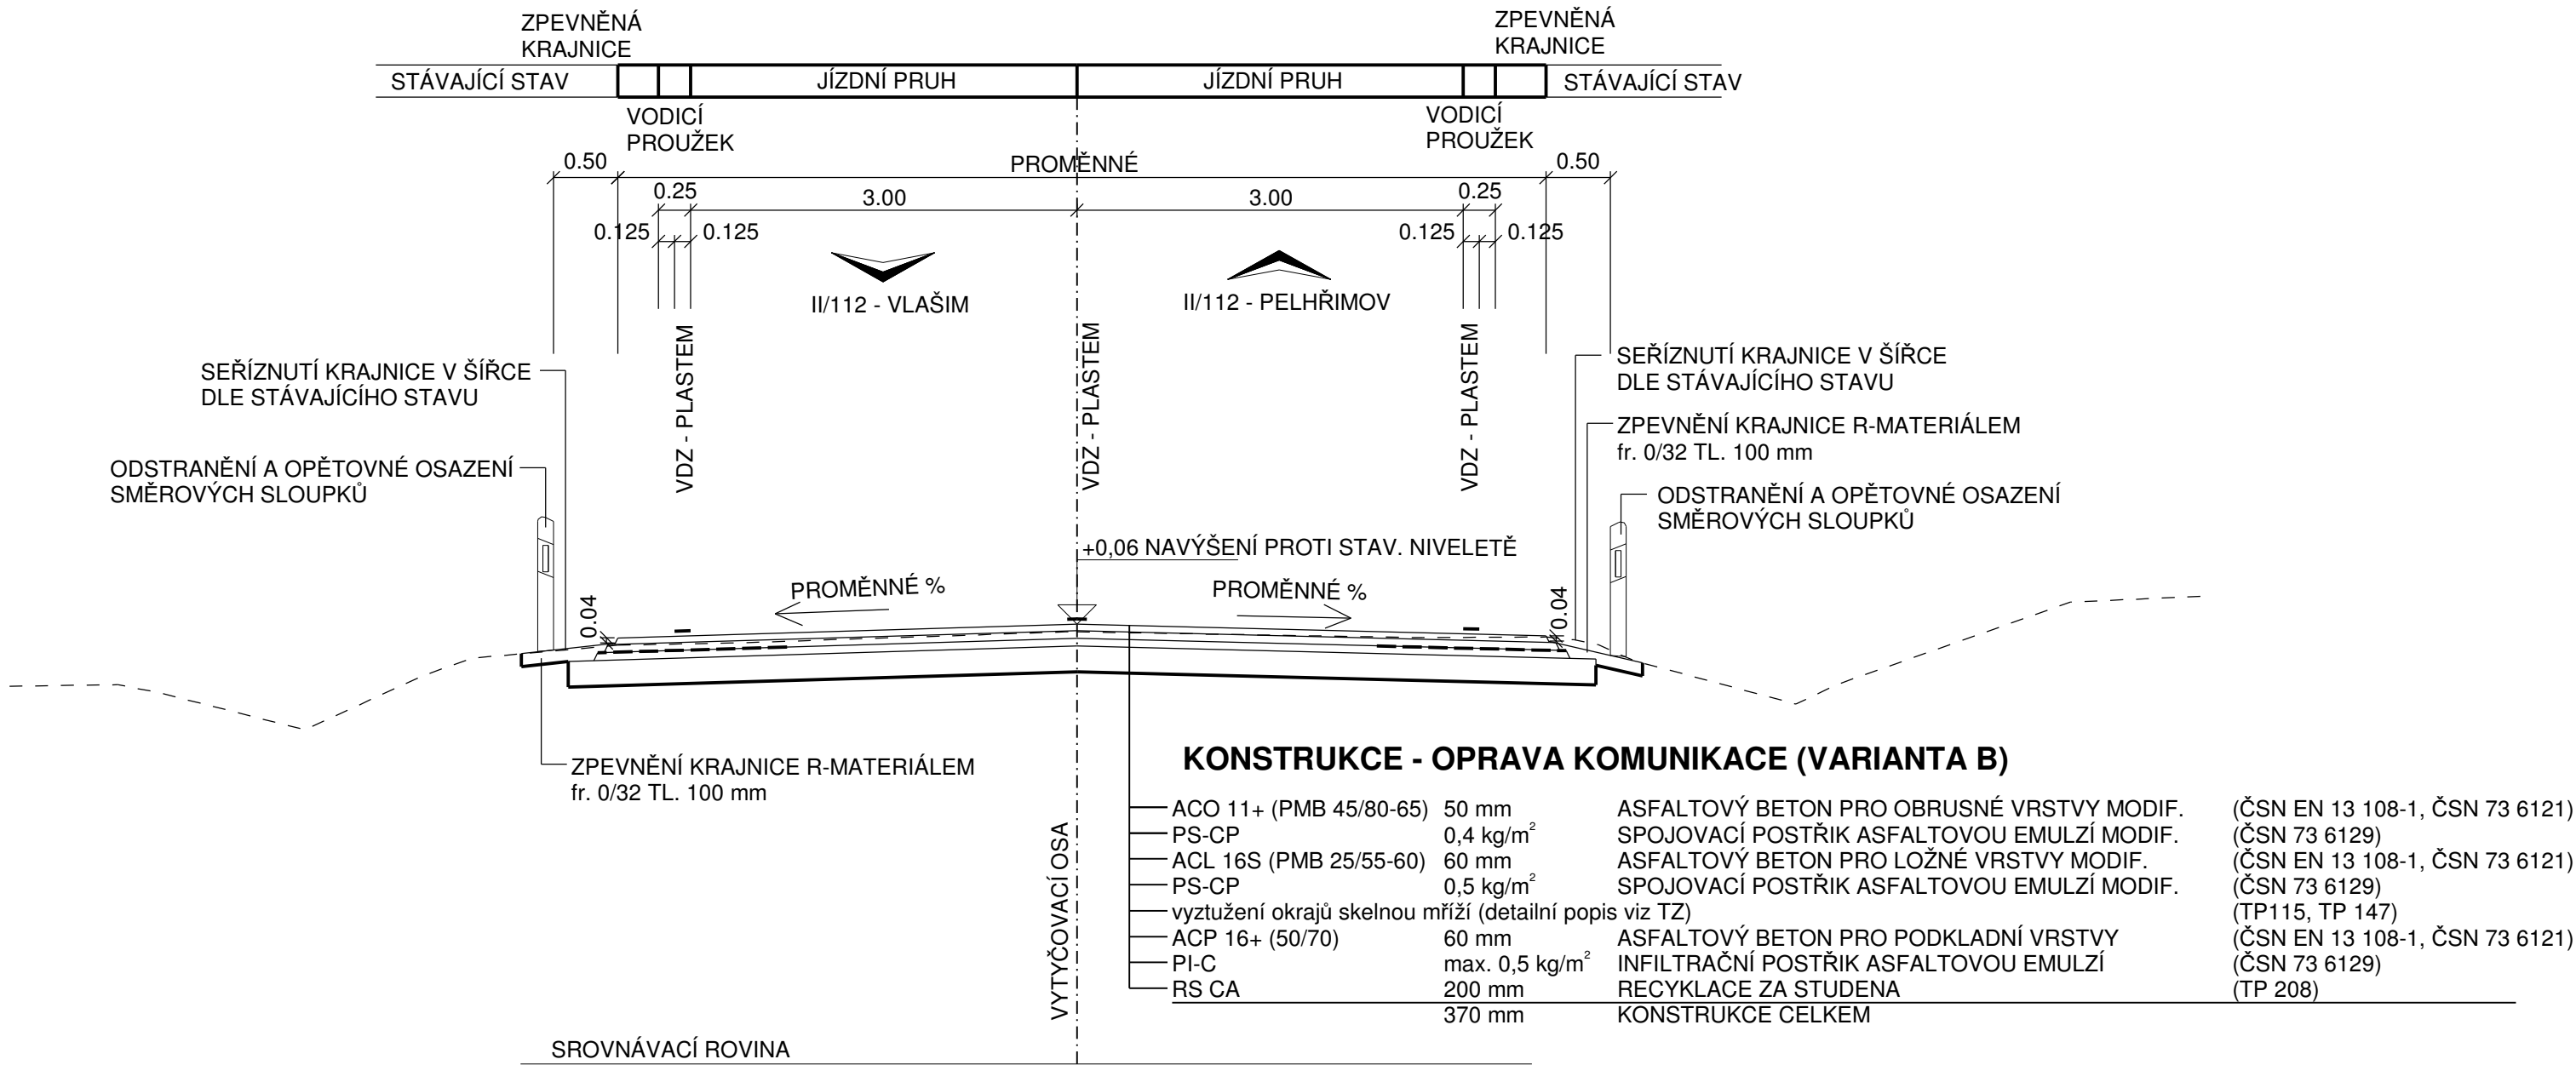 ZPEVNĚNÁ
KRAJNICE
ZPEVNĚNÁ
KRAJNICE
STÁVAJÍCÍ STAV
JÍZDNÍ PRUH
JÍZDNÍ PRUH
STÁVAJÍCÍ STAV
VODICÍ
PROUŽEK
VODICÍ
PROUŽEK
0.50
PROMĚNNÉ
0.50
0.25
3.00
3.00
0.25
0.125
0.125
0.125
0.125
II/112 - VLAŠIM
II/112 - PELHŘIMOV
VDZ - PLASTEM
VDZ - PLASTEM
VDZ - PLASTEM
SEŘÍZNUTÍ KRAJNICE V ŠÍŘCE
DLE STÁVAJÍCÍHO STAVU
SEŘÍZNUTÍ KRAJNICE V ŠÍŘCE
DLE STÁVAJÍCÍHO STAVU
ZPEVNĚNÍ KRAJNICE R-MATERIÁLEM
fr. 0/32 TL. 100 mm
ODSTRANĚNÍ A OPĚTOVNÉ OSAZENÍ
SMĚROVÝCH SLOUPKŮ
ODSTRANĚNÍ A OPĚTOVNÉ OSAZENÍ
SMĚROVÝCH SLOUPKŮ
+0,06 NAVÝŠENÍ PROTI STAV. NIVELETĚ
PROMĚNNÉ %
PROMĚNNÉ %
0.04
0.04
ZPEVNĚNÍ KRAJNICE R-MATERIÁLEM
fr. 0/32 TL. 100 mm
KONSTRUKCE - OPRAVA KOMUNIKACE (VARIANTA B)
ACO 11+ (PMB 45/80-65) 50 mm ASFALTOVÝ BETON PRO OBRUSNÉ VRSTVY MODIF. (ČSN EN 13 108-1, ČSN 73 6121)
PS-CP 0,4 kg/m² SPOJOVACÍ POSTŘIK ASFALTOVOU EMULZÍ MODIF. (ČSN 73 6129)
ACL 16S (PMB 25/55-60) 60 mm ASFALTOVÝ BETON PRO LOŽNÉ VRSTVY MODIF. (ČSN EN 13 108-1, ČSN 73 6121)
PS-CP 0,5 kg/m² SPOJOVACÍ POSTŘIK ASFALTOVOU EMULZÍ MODIF. (ČSN 73 6129)
vyztužení okrajů skelnou mříží (detailní popis viz TZ) (TP115, TP 147)
ACP 16+ (50/70) 60 mm ASFALTOVÝ BETON PRO PODKLADNÍ VRSTVY (ČSN EN 13 108-1, ČSN 73 6121)
PI-C max. 0,5 kg/m² INFILTRAČNÍ POSTŘIK ASFALTOVOU EMULZÍ (ČSN 73 6129)
RS CA 200 mm RECYKLACE ZA STUDENA (TP 208)
370 mm KONSTRUKCE CELKEM
VYTYČOVACÍ OSA
SROVNÁVACÍ ROVINA